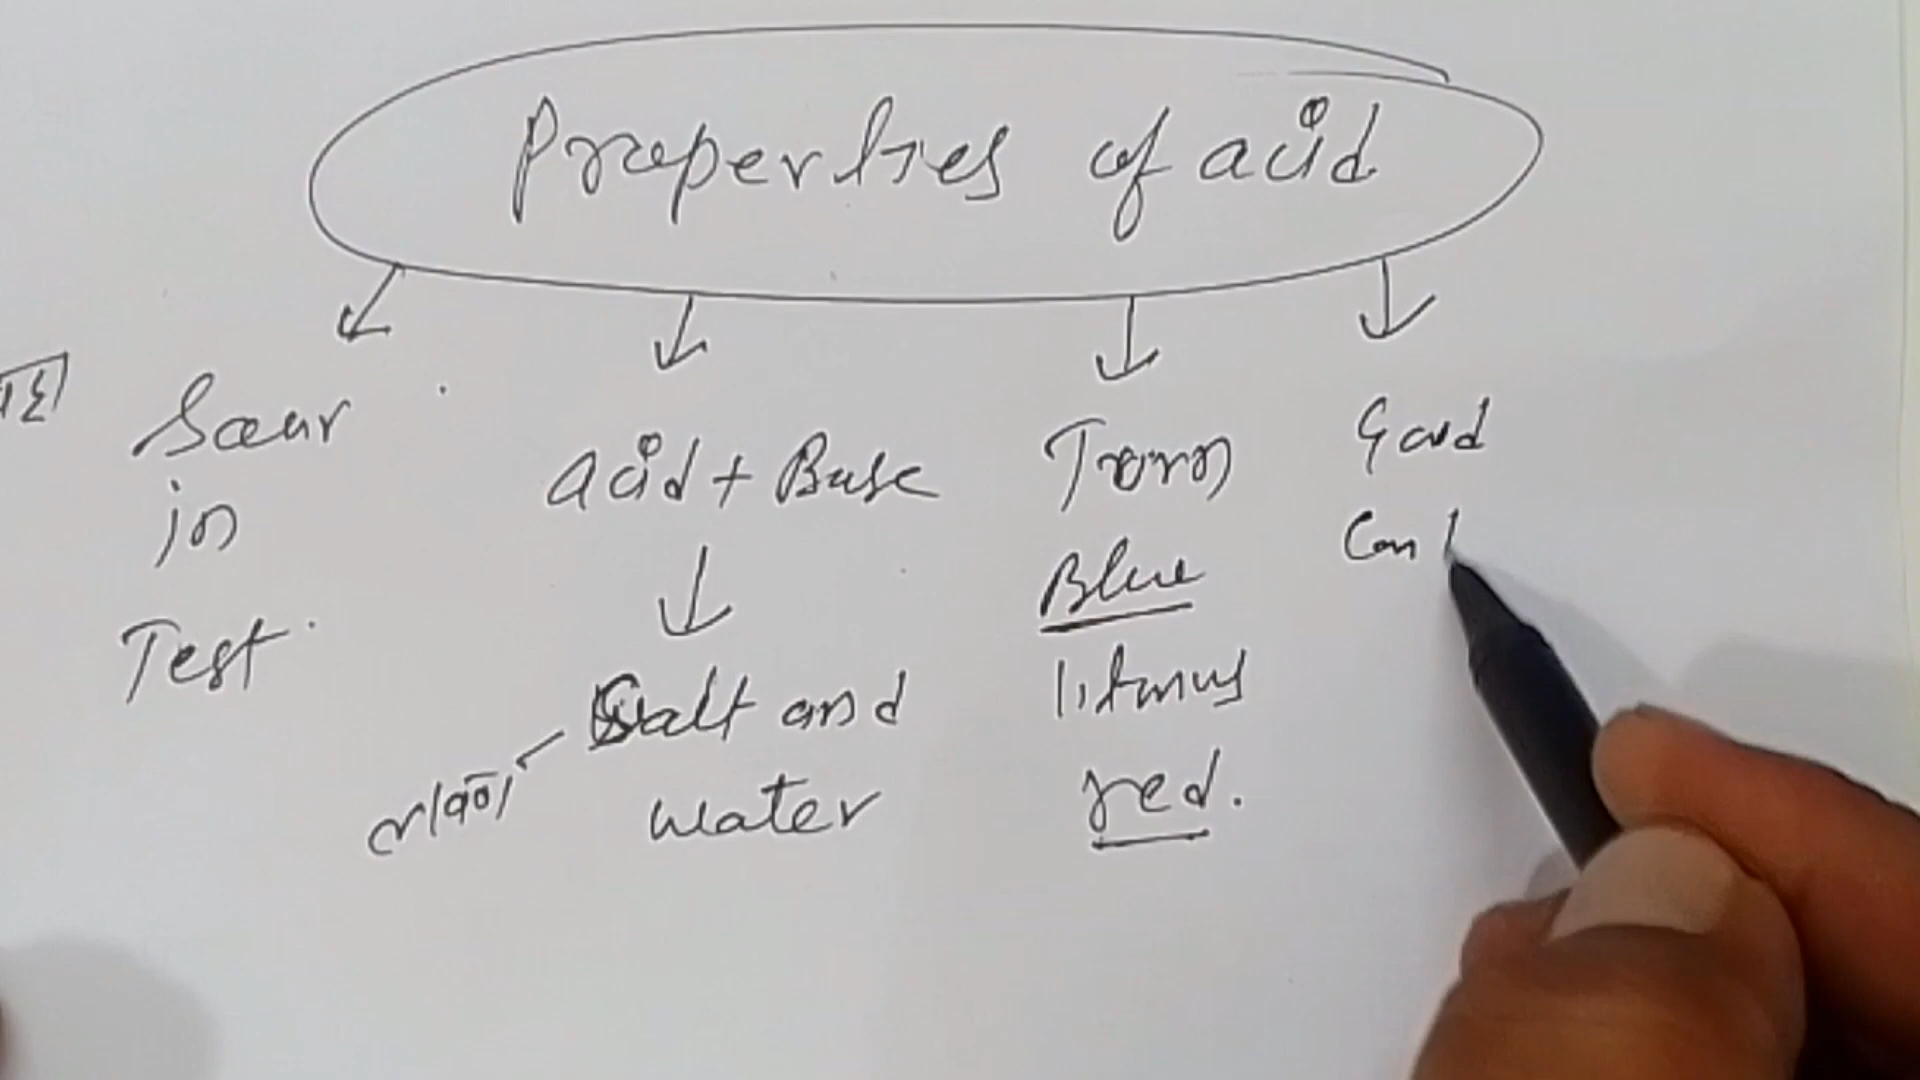 Properties of acid
Sour
in
Test.
acid + Base
Salt and
water
Turn
Blue
litmus
red.
Good
Con